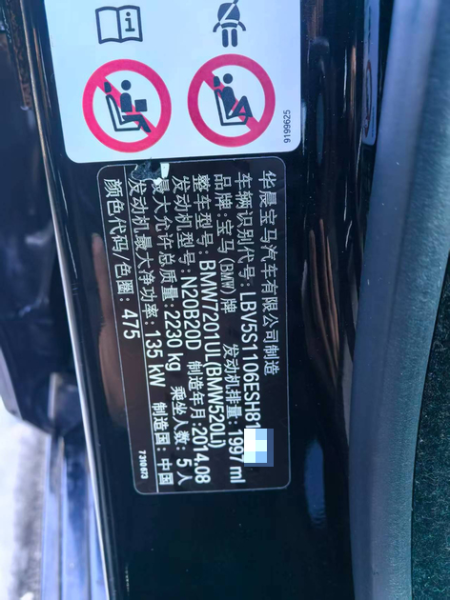 9199625
华晨宝马汽车有限公司制造
车辆识别代号: LBV5S1106ESH81
品牌: 宝马(BMW)牌 发动机排量: 1997ml
整车型号: BMW7201UL(BMW520Li)
发动机型号: N20B20D 制造年月: 2014.08
最大允许总质量: 2230 kg 乘坐人数: 5人
发动机最大净功率: 135 kW 制造国: 中国
颜色代码/色圈: 475
7310673